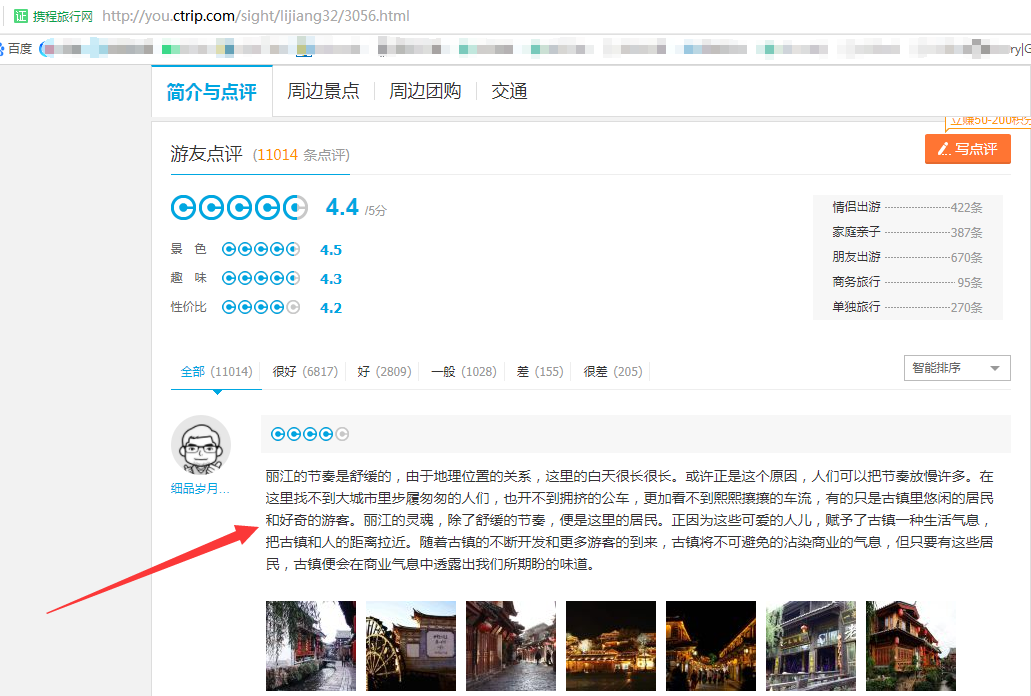 证 携程旅行网 http://you.ctrip.com/sight/lijiang32/3056.html
百度
ry|G
简介与点评 周边景点 周边团购 交通
立赚50-200积分
游友点评 (11014 条点评)
写点评
4.4 /5分
景 色 4.5
趣 味 4.3
性价比 4.2
情侣出游 422条
家庭亲子 387条
朋友出游 670条
商务旅行 95条
单独旅行 270条
全部 (11014) 很好 (6817) 好 (2809) 一般 (1028) 差 (155) 很差 (205)
智能排序
细品岁月...
丽江的节奏是舒缓的，由于地理位置的关系，这里的白天很长很长。或许正是这个原因，人们可以把节奏放慢许多。在
这里找不到大城市里步履匆匆的人们，也开不到拥挤的公车，更加看不到熙熙攘攘的车流，有的只是古镇里悠闲的居民
和好奇的游客。丽江的灵魂，除了舒缓的节奏，便是这里的居民。正因为这些可爱的人儿，赋予了古镇一种生活气息，
把古镇和人的距离拉近。随着古镇的不断开发和更多游客的到来，古镇将不可避免的沾染商业的气息，但只要有这些居
民，古镇便会在商业气息中透露出我们所期盼的味道。